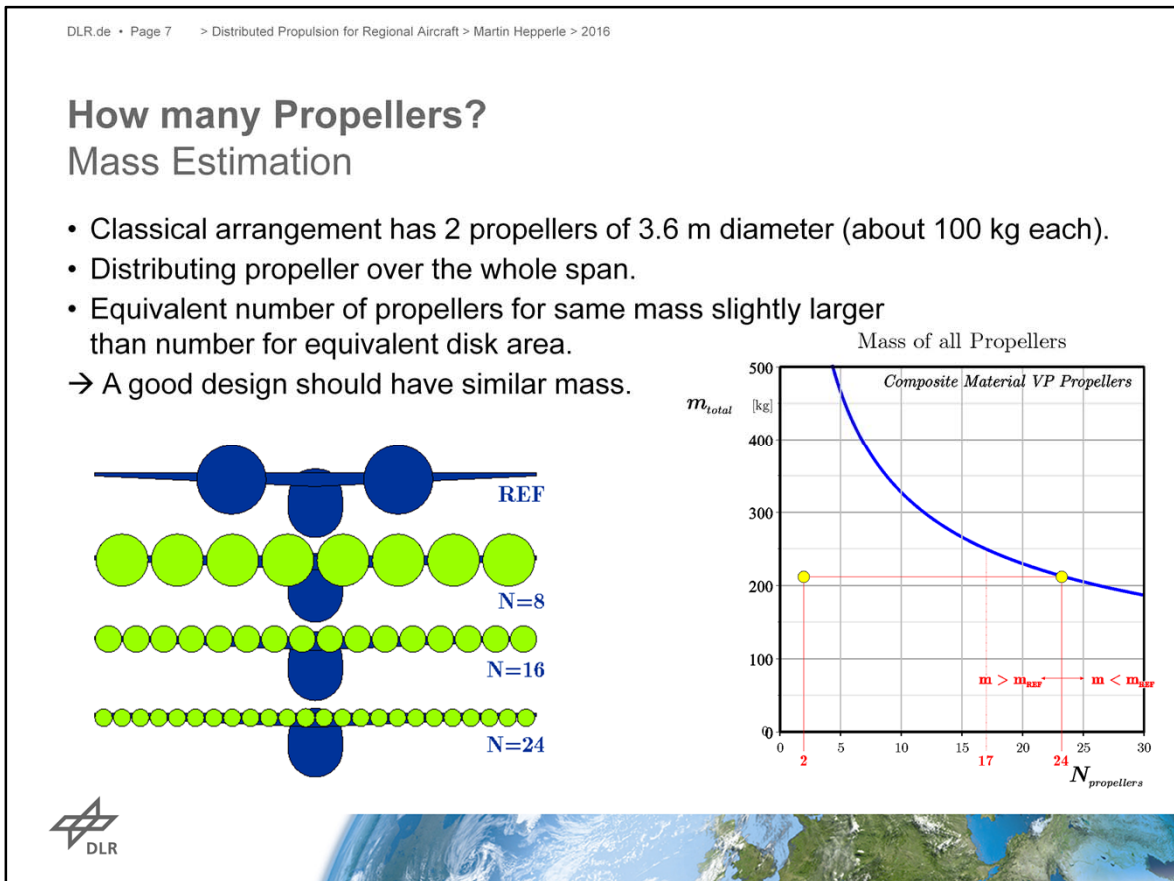 DLR.de • Page 7 > Distributed Propulsion for Regional Aircraft > Martin Hepperle > 2016
How many Propellers?
Mass Estimation
• Classical arrangement has 2 propellers of 3.6 m diameter (about 100 kg each).
• Distributing propeller over the whole span.
• Equivalent number of propellers for same mass slightly larger
than number for equivalent disk area.
→ A good design should have similar mass.
REF
N=8
N=16
N=24
Mass of all Propellers
Composite Material VP Propellers
m_total [kg]
500
400
300
200
100
0
0
m > m_REF m < m_REF
0 5 10 15 20 25 30
2 17 24
N_propellers
DLR